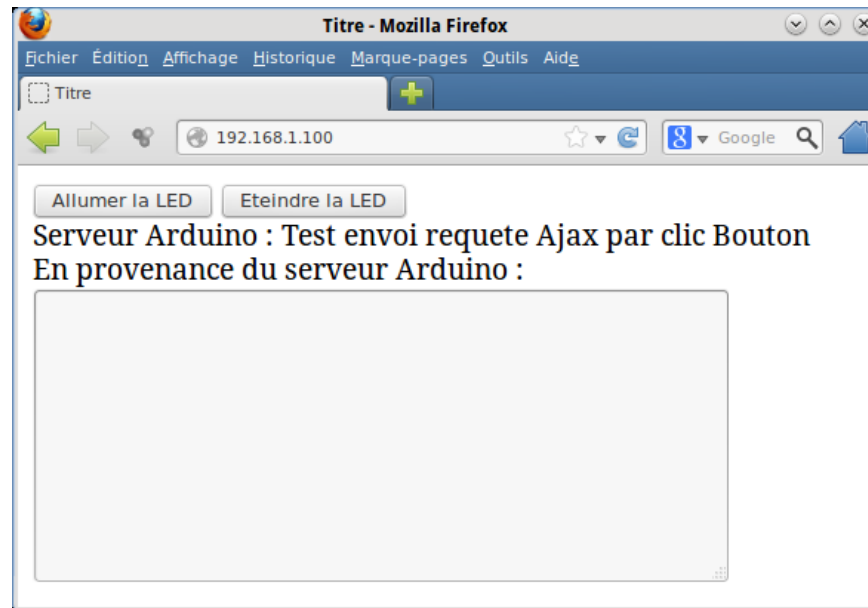 Titre - Mozilla Firefox
Fichier Édition Affichage Historique Marque-pages Outils Aide
Titre
192.168.1.100 8 Google
Allumer la LED Eteindre la LED
Serveur Arduino : Test envoi requete Ajax par clic Bouton
En provenance du serveur Arduino :